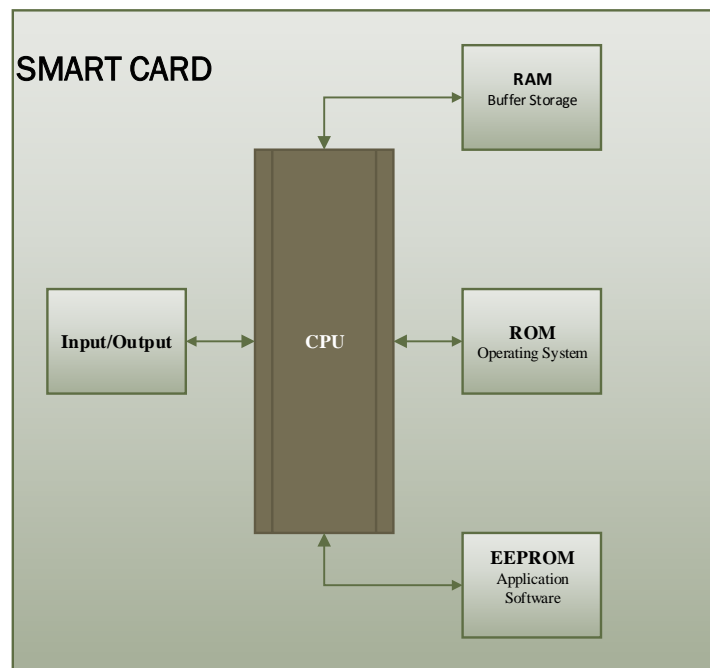 SMART CARD
RAM
Buffer Storage
Input/Output
CPU
ROM
Operating System
EEPROM
Application
Software